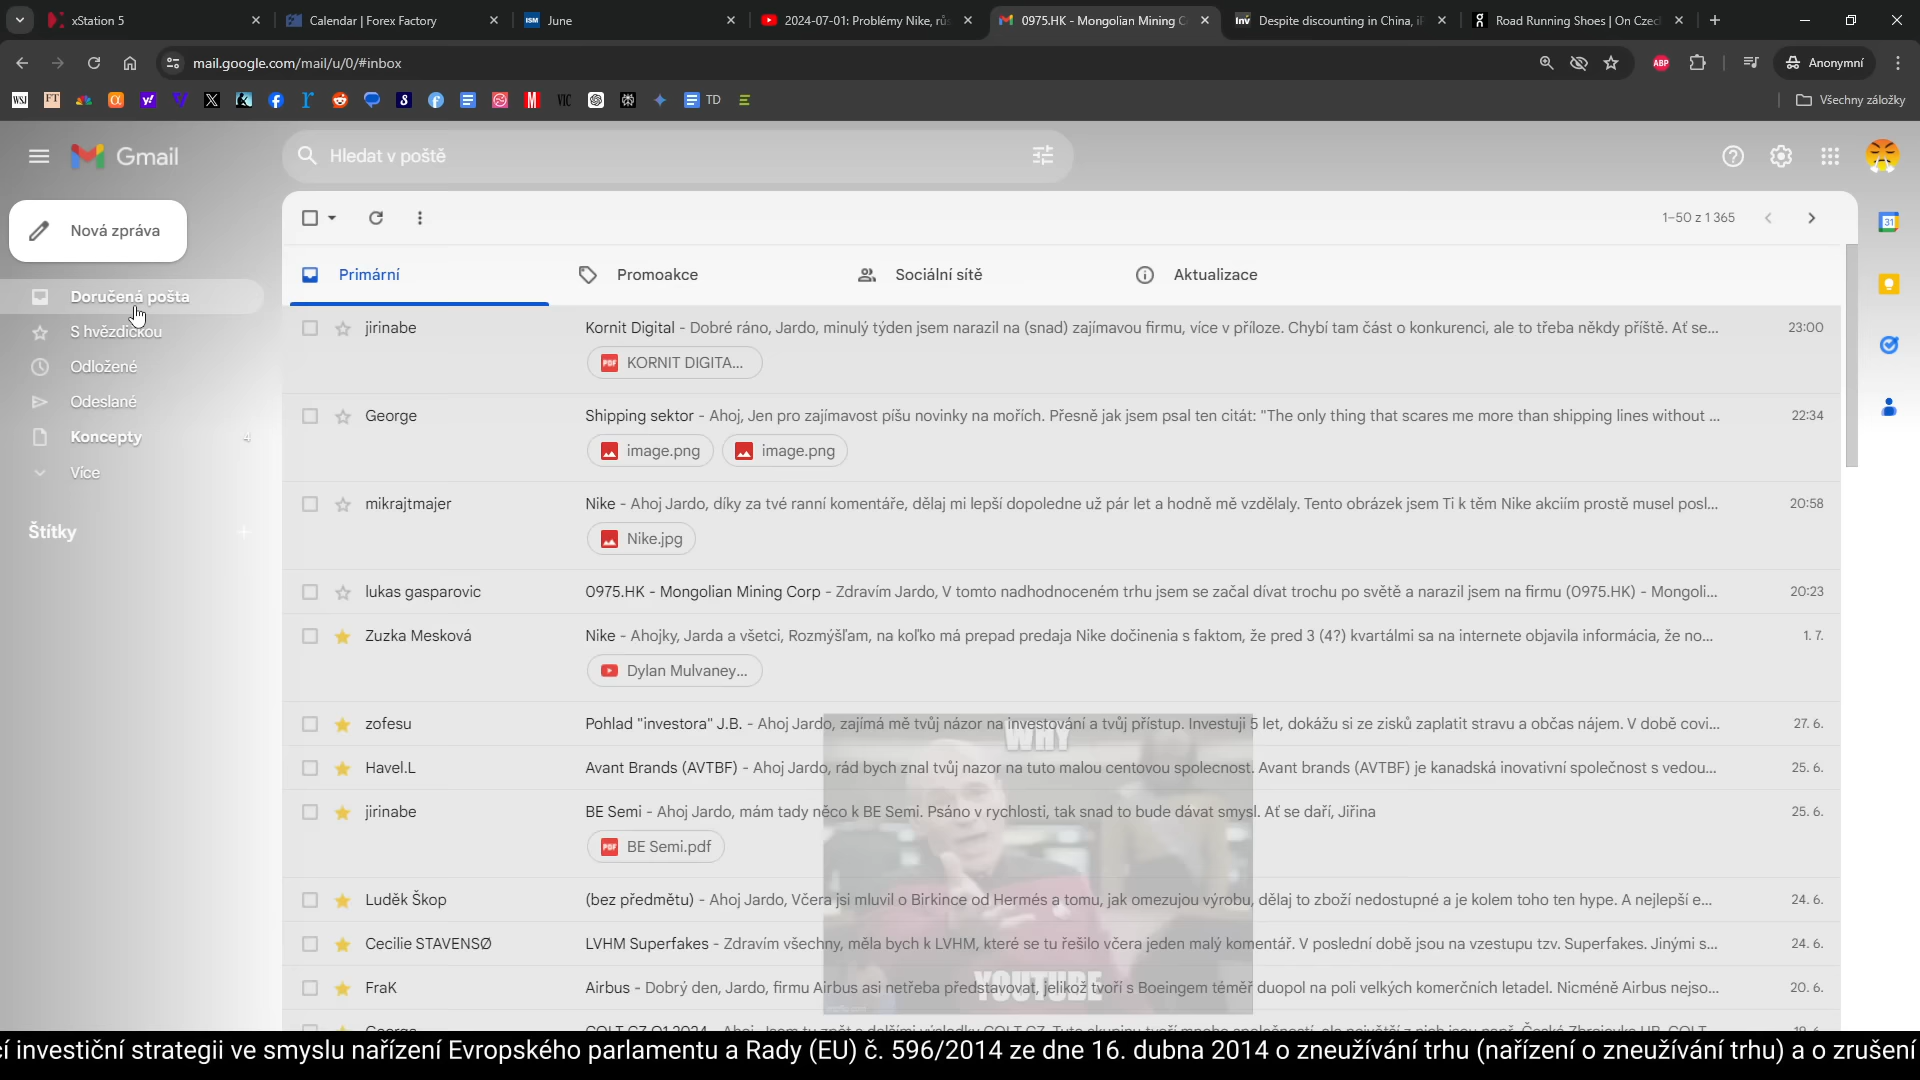 xStation 5
Calendar | Forex Factory
June
2024-07-01: Problémy Nike, rů
0975.HK - Mongolian Mining C
Despite discounting in China, iP
Road Running Shoes | On Czec
mail.google.com/mail/u/0/#inbox
Anonymní
TD
Všechny záložky
Gmail
Hledat v poště
Nová zpráva
1–50 z 1 365
Doručená pošta
S hvězdičkou
Odložené
Odeslané
Koncepty 4
Více
Štítky
Primární
Promoakce
Sociální sítě
Aktualizace
jirinabe Kornit Digital - Dobré ráno, Jardo, minulý týden jsem narazil na (snad) zajímavou firmu, více v příloze. Chybí tam část o konkurenci, ale to třeba někdy příště. Ať se... 23:00
KORNIT DIGITA...
George Shipping sektor - Ahoj, Jen pro zajímavost píšu novinky na mořích. Přesně jak jsem psal ten citát: "The only thing that scares me more than shipping lines without ... 22:34
image.png image.png
mikrajtmajer Nike - Ahoj Jardo, díky za tvé ranní komentáře, dělaj mi lepší dopoledne už pár let a hodně mě vzdělaly. Tento obrázek jsem Ti k těm Nike akciím prostě musel posl... 20:58
Nike.jpg
lukas gasparovic 0975.HK - Mongolian Mining Corp - Zdravím Jardo, V tomto nadhodnoceném trhu jsem se začal dívat trochu po světě a narazil jsem na firmu (0975.HK) - Mongoli... 20:23
Zuzka Mesková Nike - Ahojky, Jarda a všetci, Rozmýšľam, na koľko má prepad predaja Nike dočinenia s faktom, že pred 3 (4?) kvartálmi sa na internete objavila informácia, že no... 1. 7.
Dylan Mulvaney...
zofesu Pohlad "investora" J.B. - Ahoj Jardo, zajímá mě tvůj názor na investování a tvůj přístup. Investuji 5 let, dokážu si ze zisků zaplatit stravu a občas nájem. V době covi... 27. 6.
WHY
Havel.L Avant Brands (AVTBF) - Ahoj Jardo, rád bych znal tvůj nazor na tuto malou centovou spolecnost. Avant brands (AVTBF) je kanadská inovativní společnost s vedou... 25. 6.
jirinabe BE Semi - Ahoj Jardo, mám tady něco k BE Semi. Psáno v rychlosti, tak snad to bude dávat smysl. Ať se daří, Jiřina 25. 6.
BE Semi.pdf
Luděk Škop (bez předmětu) - Ahoj Jardo, Včera jsi mluvil o Birkince od Hermés a tomu, jak omezujou výrobu, dělaj to zboží nedostupné a je kolem toho ten hype. A nejlepší e... 24. 6.
Cecilie STAVENSØ LVHM Superfakes - Zdravím všechny, měla bych k LVHM, které se tu řešilo včera jeden malý komentář. V poslední době jsou na vzestupu tzv. Superfakes. Jinými s... 24. 6.
FraK Airbus - Dobrý den, Jardo, firmu Airbus asi netřeba představovat, jelikož tvoří s Boeingem téměř duopol na poli velkých komerčních letadel. Nicméně Airbus nejso... 20. 6.
YOUTUBE
cí investiční strategii ve smyslu nařízení Evropského parlamentu a Rady (EU) č. 596/2014 ze dne 16. dubna 2014 o zneužívání trhu (nařízení o zneužívání trhu) a o zrušení